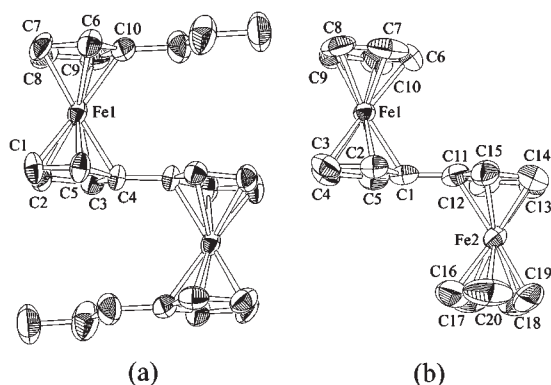 C7 C6 C10
C8 C9
Fe1
C1
C2 C5 C3 C4
(a)
C8 C7
C9 C10 C6
Fe1
C3 C2
C4 C5 C1
C11 C15 C14
C12 C13
Fe2
C16 C19
C17 C20 C18
(b)